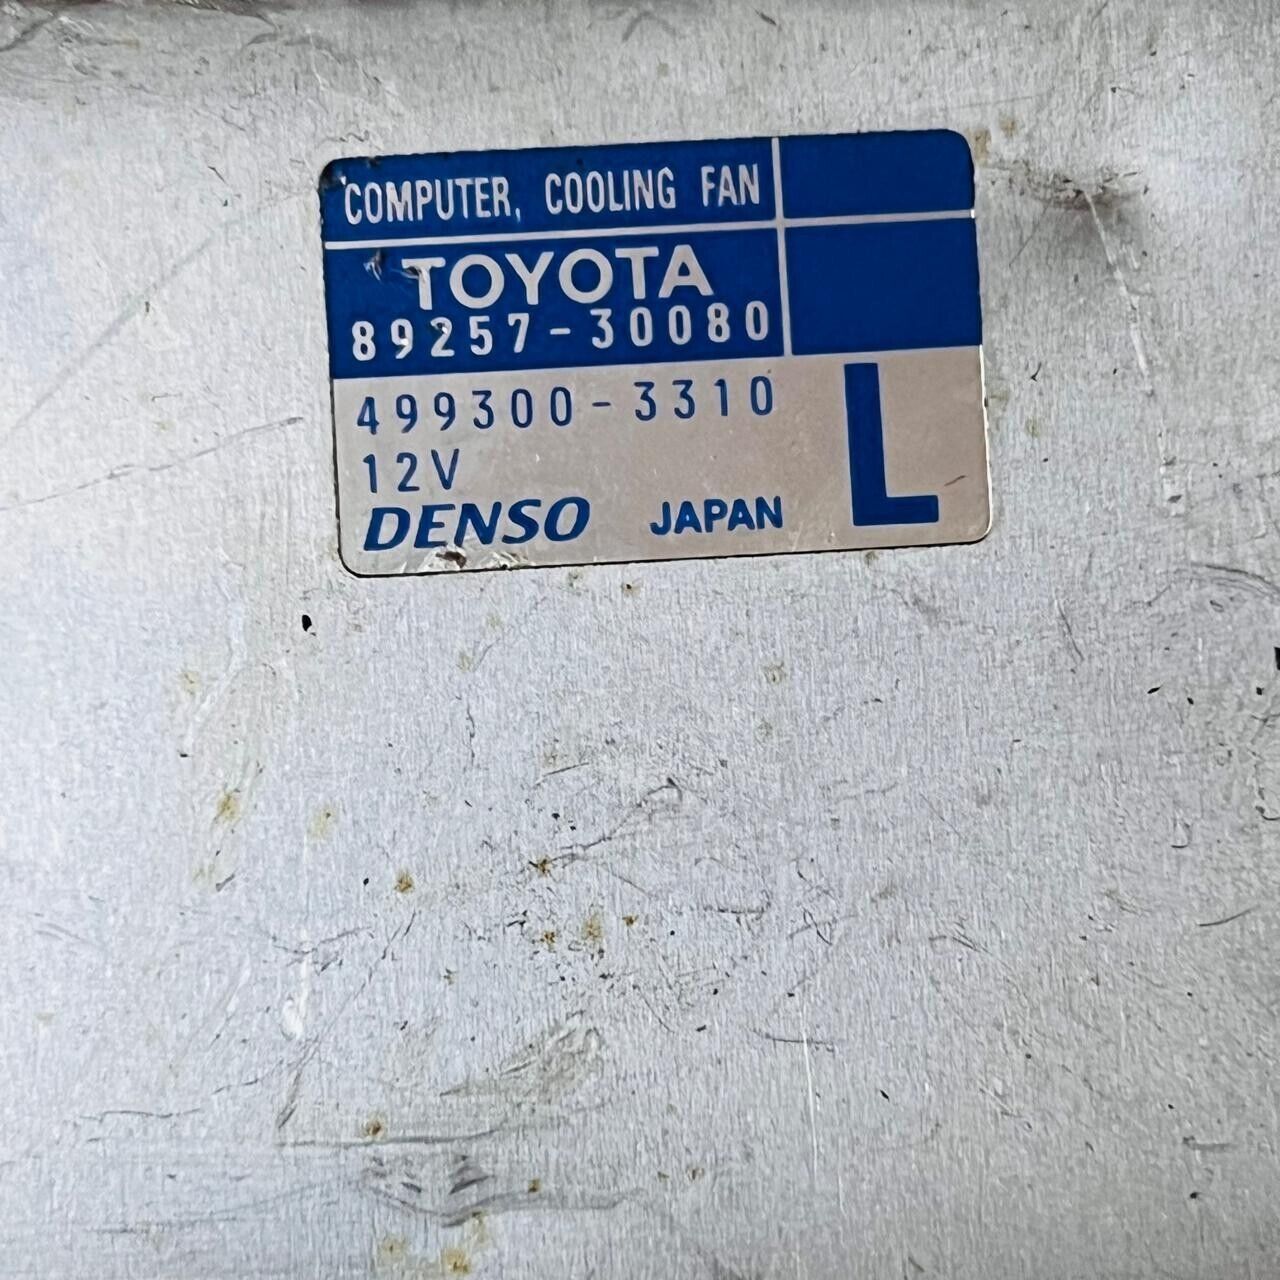 COMPUTER, COOLING FAN
TOYOTA
89257-30080
499300-3310
12V
DENSO JAPAN
L